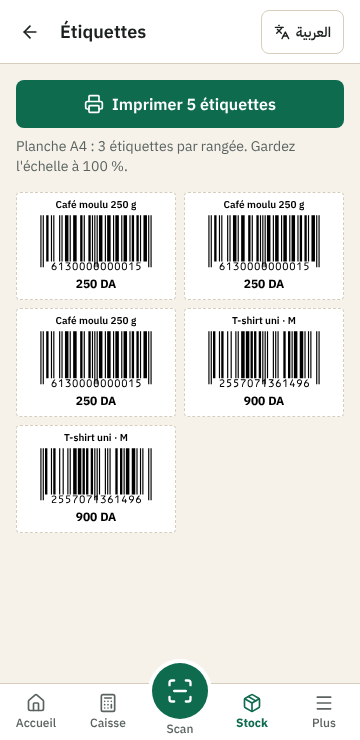 Étiquettes
العربية
Imprimer 5 étiquettes
Planche A4 : 3 étiquettes par rangée. Gardez
l'échelle à 100 %.
Café moulu 250 g
6130000000015
250 DA
Café moulu 250 g
6130000000015
250 DA
Café moulu 250 g
6130000000015
250 DA
T-shirt uni · M
2557071361496
900 DA
T-shirt uni · M
2557071361496
900 DA
Accueil
Caisse
Scan
Stock
Plus